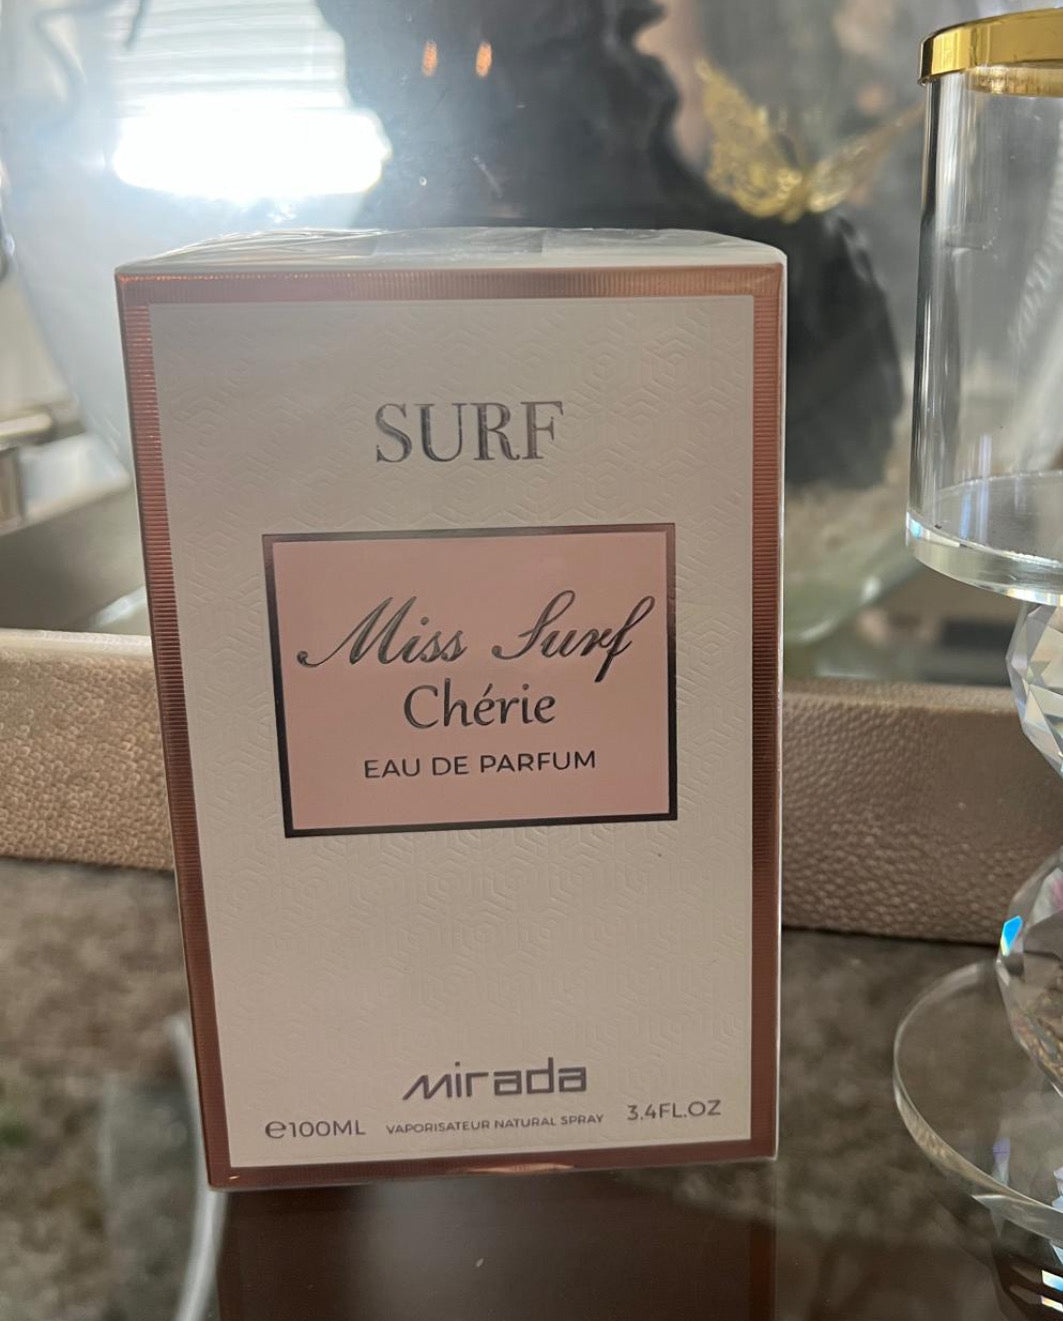 SURF
Miss Surf
Chérie
EAU DE PARFUM
mirada
℮100ML VAPORISATEUR NATURAL SPRAY 3.4FL.OZ